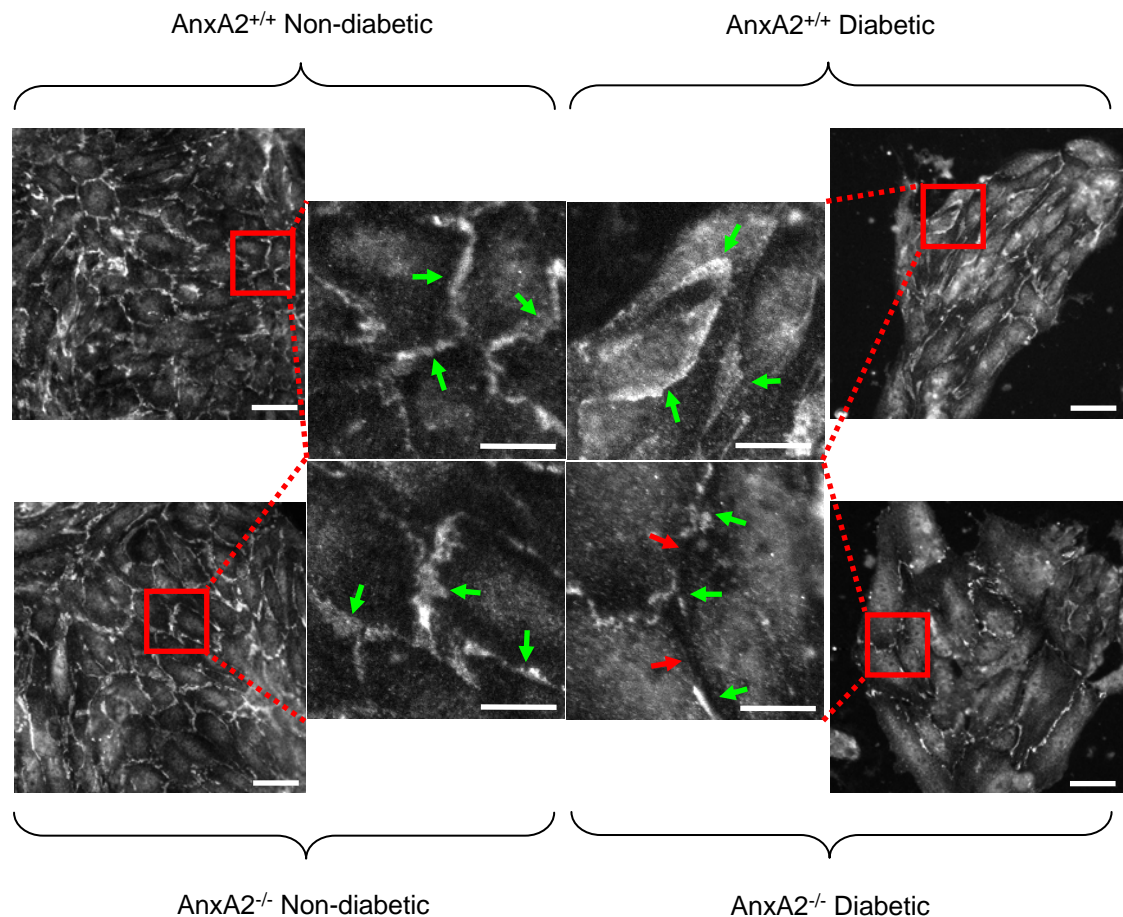 AnxA2+/+ Non-diabetic
AnxA2+/+ Diabetic
AnxA2-/- Non-diabetic
AnxA2-/- Diabetic